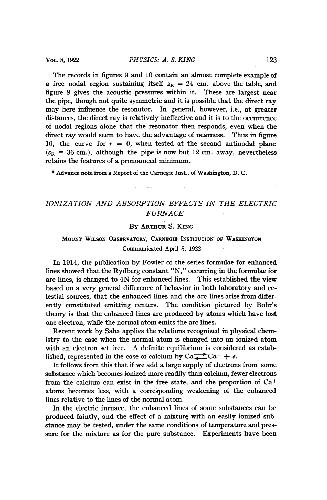 VOL. 8, 1922 PHYSICS: A. S. KING 123
The records in figures 9 and 10 contain an almost complete example of
a free nodal region sustaining itself z₀ = 24 cm. above the table, and
figure 9 gives the acoustic pressures within it. These are largest near
the pipe, though not quite symmetric and it is possible that the direct ray
may here influence the resonator. In general, however, i.e., at greater
distances, the direct ray is relatively ineffective and it is to the occurrence
of nodal regions alone that the resonator then responds, even when the
direct ray would seem to have the advantage of nearness. Thus in figure
10, the curve for r = 0, when tested at the second antinodal plane
= 36 cm.), although the pipe is now but 12 cm. away, nevertheless
retains the features of a pronounced minimum.
* Advance note from a Report of the Carnegie Inst., of Washington, D. C.
IONIZATION AND ABSORPTION EFFECTS IN THE ELECTRIC
FURNACE
BY ARTHUR S. KING
MOUNT WILSON OBSERVATORY, CARNEGIE INSTITUTION OF WASHINGTON
Communicated April 8, 1922
In 1914, the publication by Fowler of the series formulae for enhanced
lines showed that the Rydberg constant "N," occurring in the formulae for
arc lines, is changed to 4N for enhanced lines. This established the view
based on a very general difference of behavior in both laboratory and ce-
lestial sources, that the enhanced lines and the arc lines arise from differ-
ently constituted emitting centers. The condition pictured by Bohr's
theory is that the enhanced lines are produced by atoms which have lost
one electron, while the normal atom emits the arc lines.
Recent work by Saha applies the relations recognized in physical chem-
istry to the case when the normal atom is changed into an ionized atom
with an electron set free. A definite equilibrium is considered as estab-
lished, represented in the case of calcium by Ca⇌Ca⁺ + e.
It follows from this that if we add a large supply of electrons from some
substance which becomes ionized more readily than calcium, fewer electrons
from the calcium can exist in the free state, and the proportion of Ca⁺
atoms becomes less, with a corresponding weakening of the enhanced
lines relative to the lines of the normal atom.
In the electric furnace, the enhanced lines of some substances can be
produced faintly, and the effect of a mixture with an easily ionized sub-
stance may be tested, under the same conditions of temperature and pres-
sure for the mixture as for the pure substance. Experiments have been